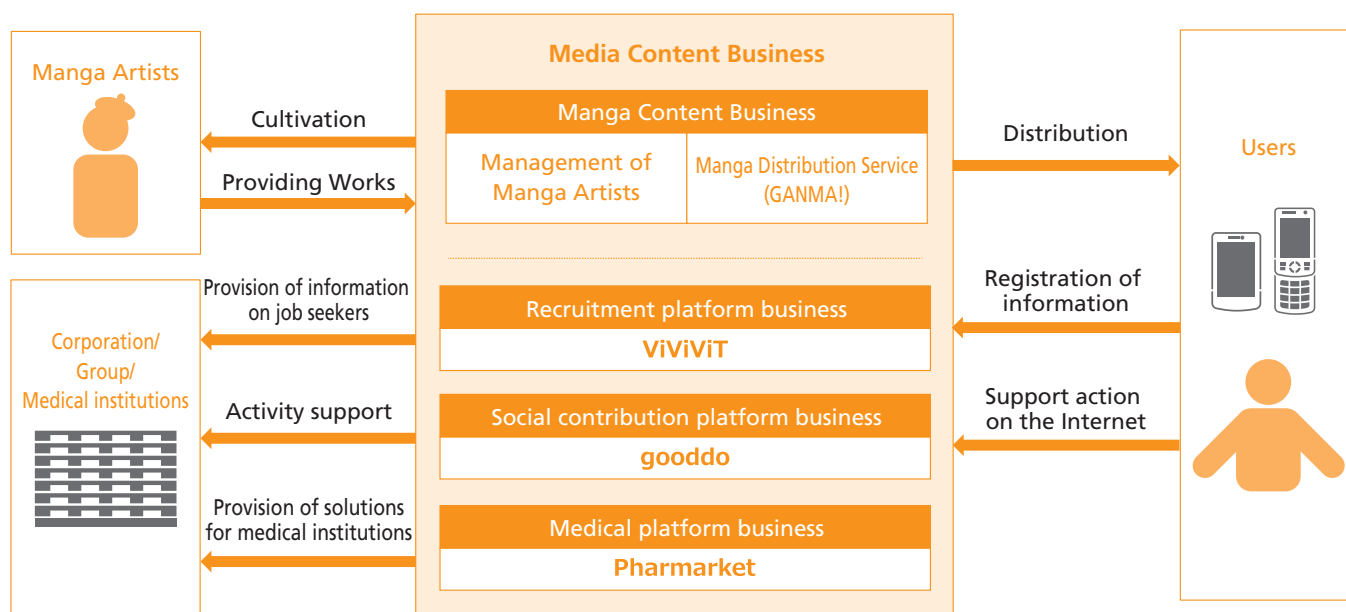 Manga Artists
Cultivation
Providing Works
Corporation/
Group/
Medical institutions
Provision of information
on job seekers
Activity support
Provision of solutions
for medical institutions
Media Content Business
Manga Content Business
Management of
Manga Artists
Manga Distribution Service
(GANMA!)
Recruitment platform business
ViViViT
Social contribution platform business
gooddo
Medical platform business
Pharmarket
Distribution
Registration of
information
Support action
on the Internet
Users